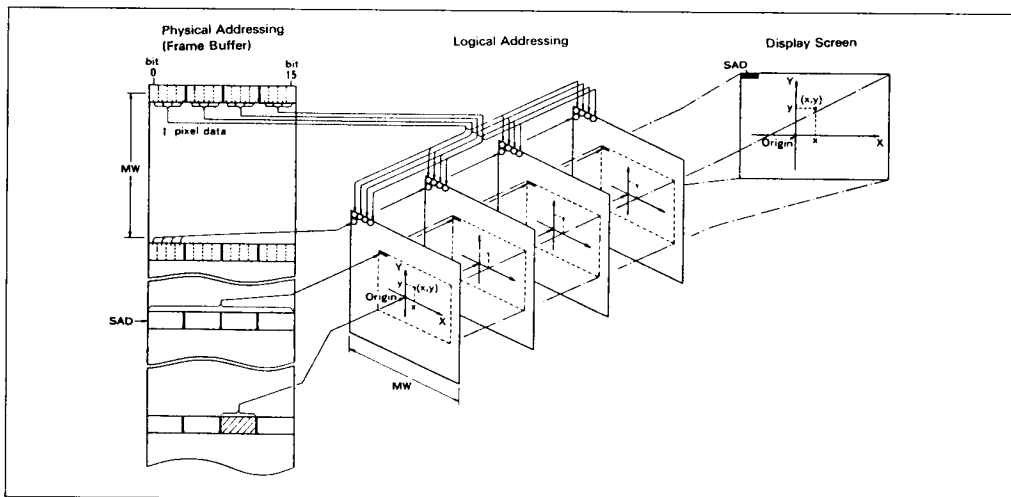 Physical Addressing
(Frame Buffer)
bit
0
bit
15
1 pixel data
MW
SAD
Logical Addressing
Y
y
(x,y)
Origin
x
X
MW
Display Screen
SAD
Y
y
(x,y)
Origin
x
X